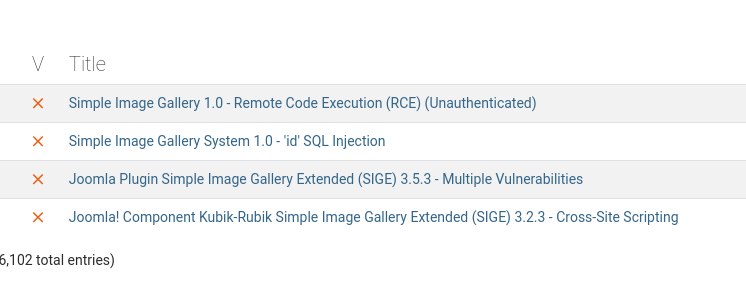 V Title
Simple Image Gallery 1.0 - Remote Code Execution (RCE) (Unauthenticated)
Simple Image Gallery System 1.0 - 'id' SQL Injection
Joomla Plugin Simple Image Gallery Extended (SIGE) 3.5.3 - Multiple Vulnerabilities
Joomla! Component Kubik-Rubik Simple Image Gallery Extended (SIGE) 3.2.3 - Cross-Site Scripting
6,102 total entries)